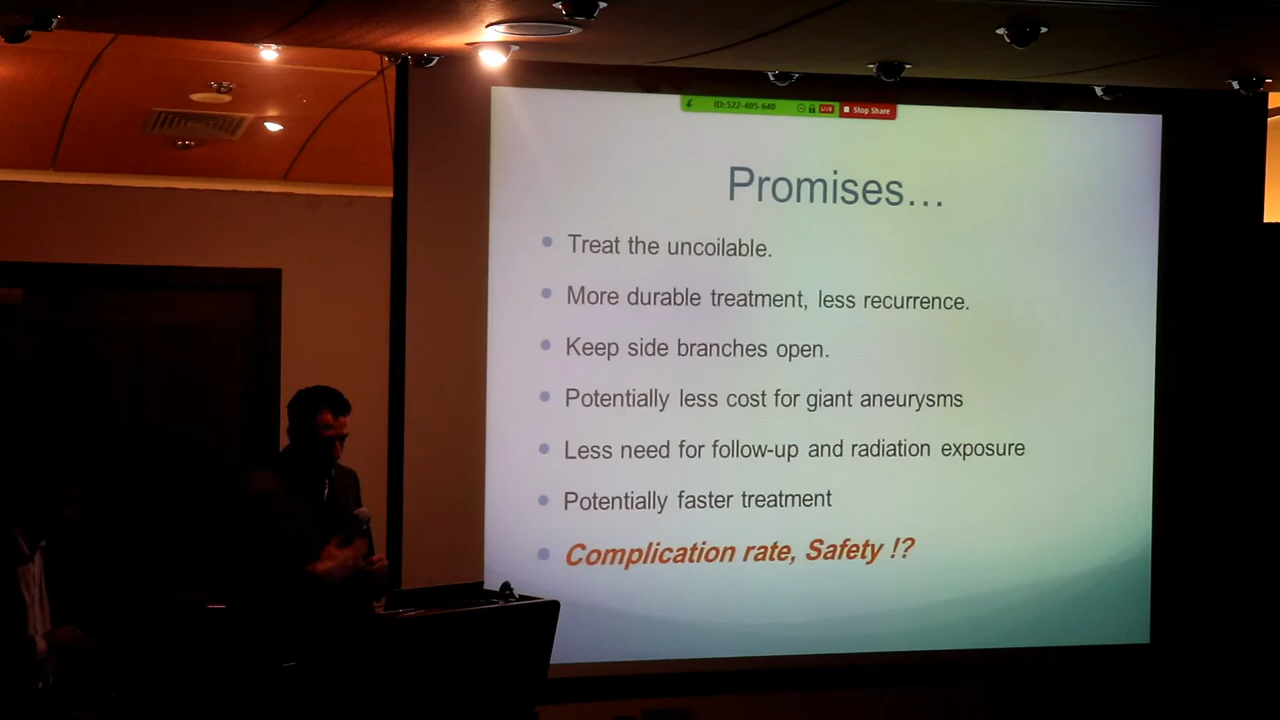 ID: 522-405-640 LIVE Stop Share
Promises…
Treat the uncoilable.
More durable treatment, less recurrence.
Keep side branches open.
Potentially less cost for giant aneurysms
Less need for follow-up and radiation exposure
Potentially faster treatment
Complication rate, Safety !?